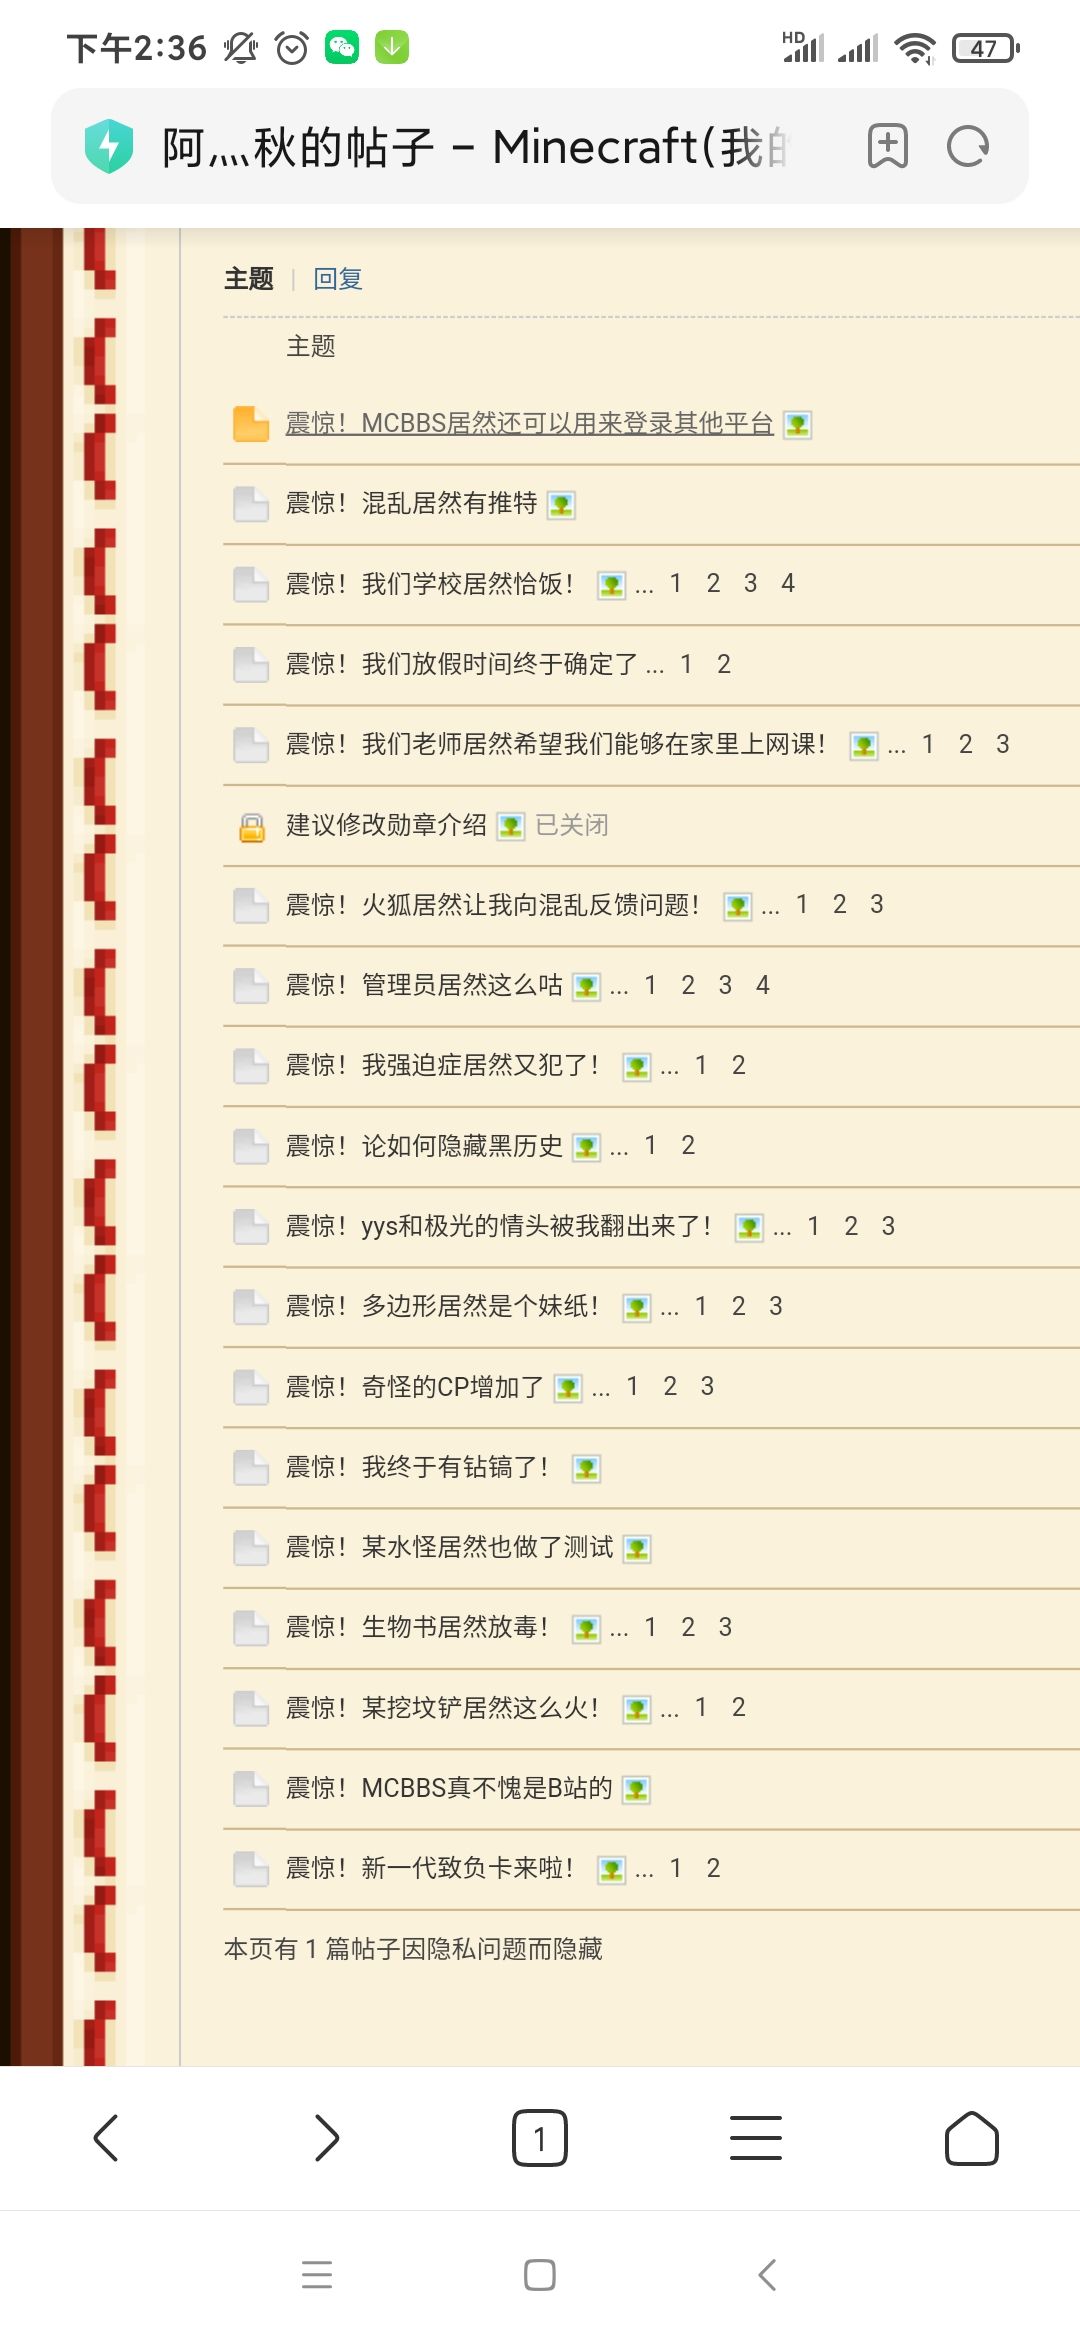 下午2:36 HD 47
阿灬秋的帖子 - Minecraft(我的
主题 | 回复
主题
震惊！MCBBS居然还可以用来登录其他平台
震惊！混乱居然有推特
震惊！我们学校居然恰饭！ ... 1 2 3 4
震惊！我们放假时间终于确定了 ... 1 2
震惊！我们老师居然希望我们能够在家里上网课！ ... 1 2 3
建议修改勋章介绍 已关闭
震惊！火狐居然让我向混乱反馈问题！ ... 1 2 3
震惊！管理员居然这么咕 ... 1 2 3 4
震惊！我强迫症居然又犯了！ ... 1 2
震惊！论如何隐藏黑历史 ... 1 2
震惊！yys和极光的情头被我翻出来了！ ... 1 2 3
震惊！多边形居然是个妹纸！ ... 1 2 3
震惊！奇怪的CP增加了 ... 1 2 3
震惊！我终于有钻镐了！
震惊！某水怪居然也做了测试
震惊！生物书居然放毒！ ... 1 2 3
震惊！某挖坟铲居然这么火！ ... 1 2
震惊！MCBBS真不愧是B站的
震惊！新一代致负卡来啦！ ... 1 2
本页有 1 篇帖子因隐私问题而隐藏
1